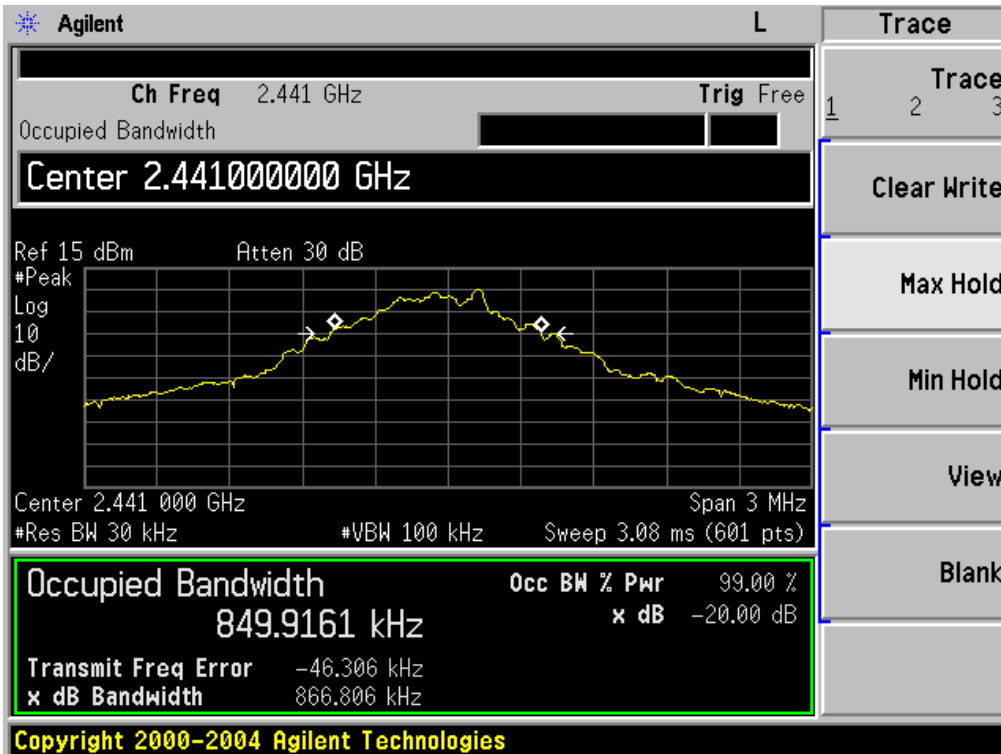 Agilent L Trace
Ch Freq 2.441 GHz Trig Free
Occupied Bandwidth
Center 2.441000000 GHz
Ref 15 dBm Atten 30 dB
#Peak
Log
10
dB/
Center 2.441 000 GHz Span 3 MHz
#Res BW 30 kHz #VBW 100 kHz Sweep 3.08 ms (601 pts)
Occupied Bandwidth Occ BW % Pwr 99.00 %
849.9161 kHz x dB -20.00 dB
Transmit Freq Error -46.306 kHz
x dB Bandwidth 866.806 kHz
Copyright 2000-2004 Agilent Technologies
Trace
1 2 3
Clear Write
Max Hold
Min Hold
View
Blank